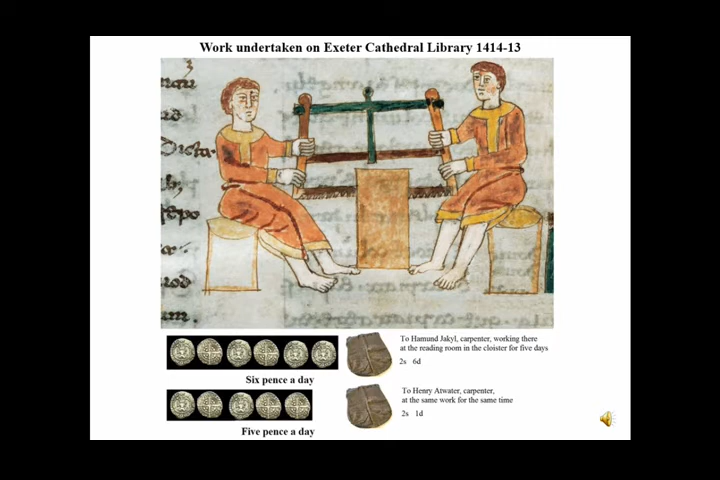 Work undertaken on Exeter Cathedral Library 1414-13
To Hamund Jakyl, carpenter, working there
at the reading room in the cloister for five days
2s 6d
Six pence a day
To Henry Atwater, carpenter,
at the same work for the same time
2s 1d
Five pence a day